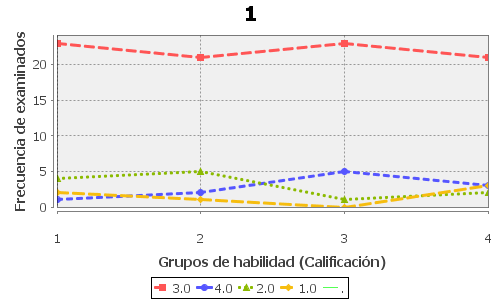 1
Frecuencia de examinados
20
15
10
5
0
1 2 3 4
Grupos de habilidad (Calificación)
3.0 4.0 2.0 1.0 .